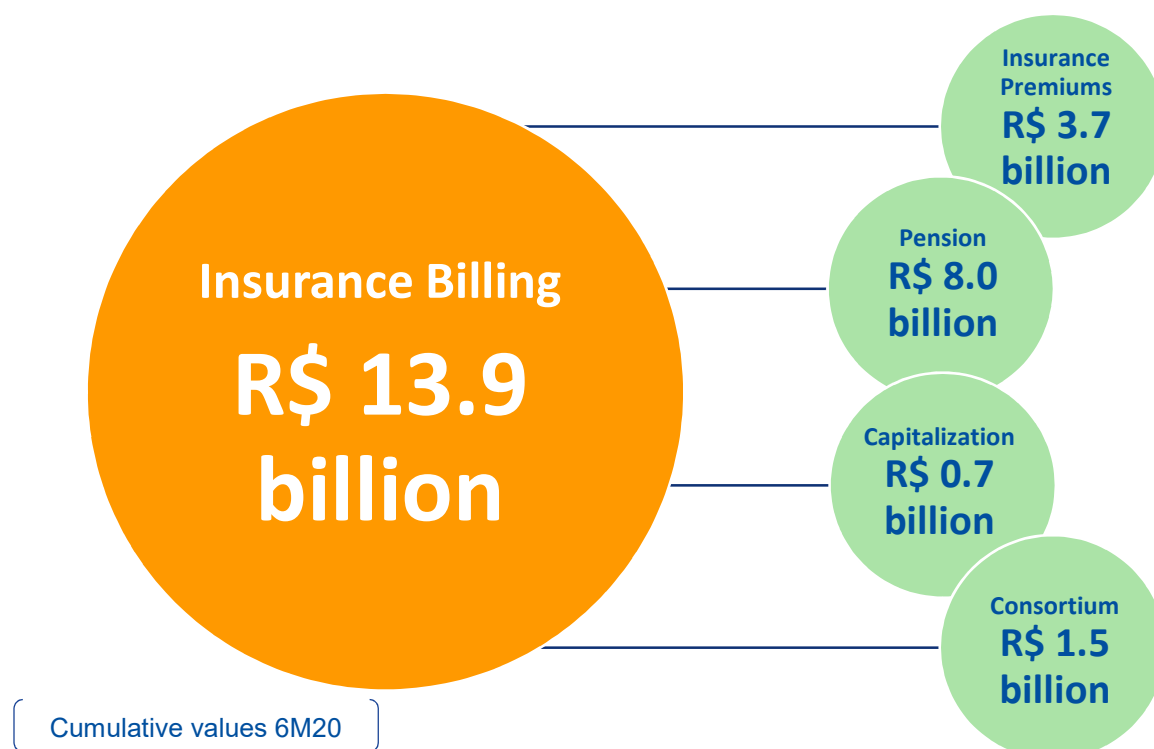 Insurance Billing
R$ 13.9
billion
Insurance
Premiums
R$ 3.7
billion
Pension
R$ 8.0
billion
Capitalization
R$ 0.7
billion
Consortium
R$ 1.5
billion
Cumulative values 6M20